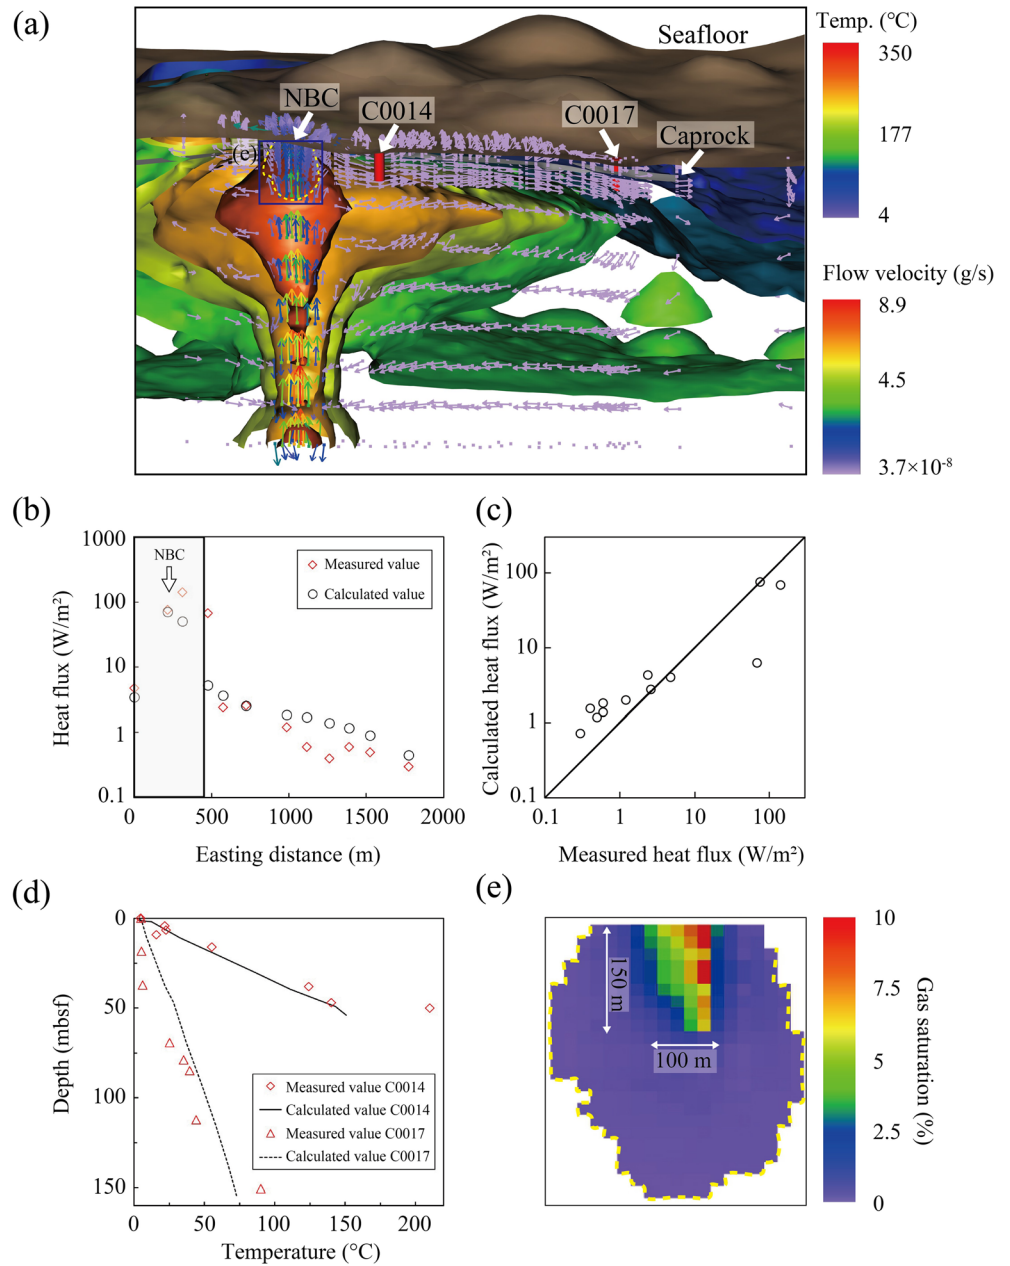 (a)
Seafloor
NBC
C0014
C0017
Caprock
(e)
Temp. (°C)
350
177
4
Flow velocity (g/s)
8.9
4.5
3.7×10-8
(b)
1000
100
10
1
0.1
Heat flux (W/m²)
NBC
Measured value
Calculated value
0
500
1000
1500
2000
Easting distance (m)
(c)
100
10
1
0.1
Calculated heat flux (W/m²)
0.1
1
10
100
Measured heat flux (W/m²)
(d)
0
50
100
150
Depth (mbsf)
Measured value C0014
Calculated value C0014
Measured value C0017
Calculated value C0017
0
50
100
150
200
Temperature (°C)
(e)
150 m
100 m
10
7.5
5
2.5
0
Gas saturation (%)